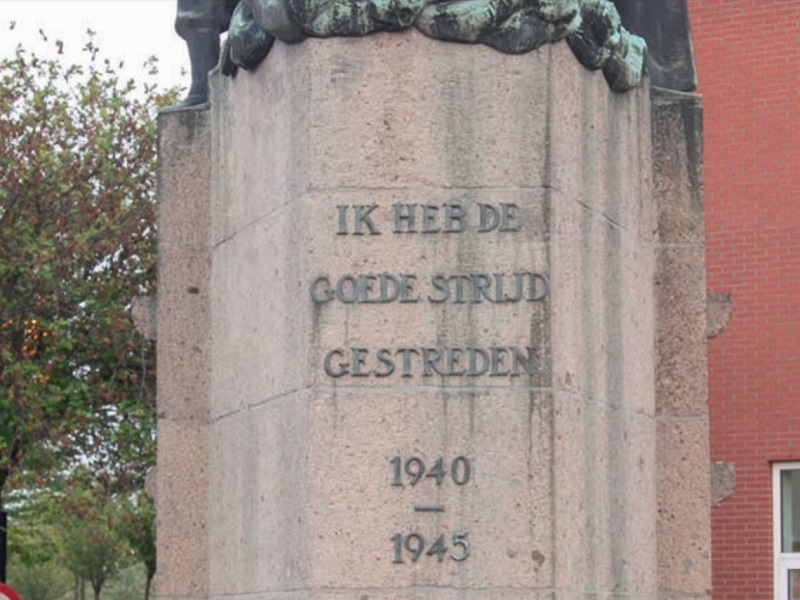 IK HEB DE
GOEDE STRIJD
GESTREDEN
1940
—
1945